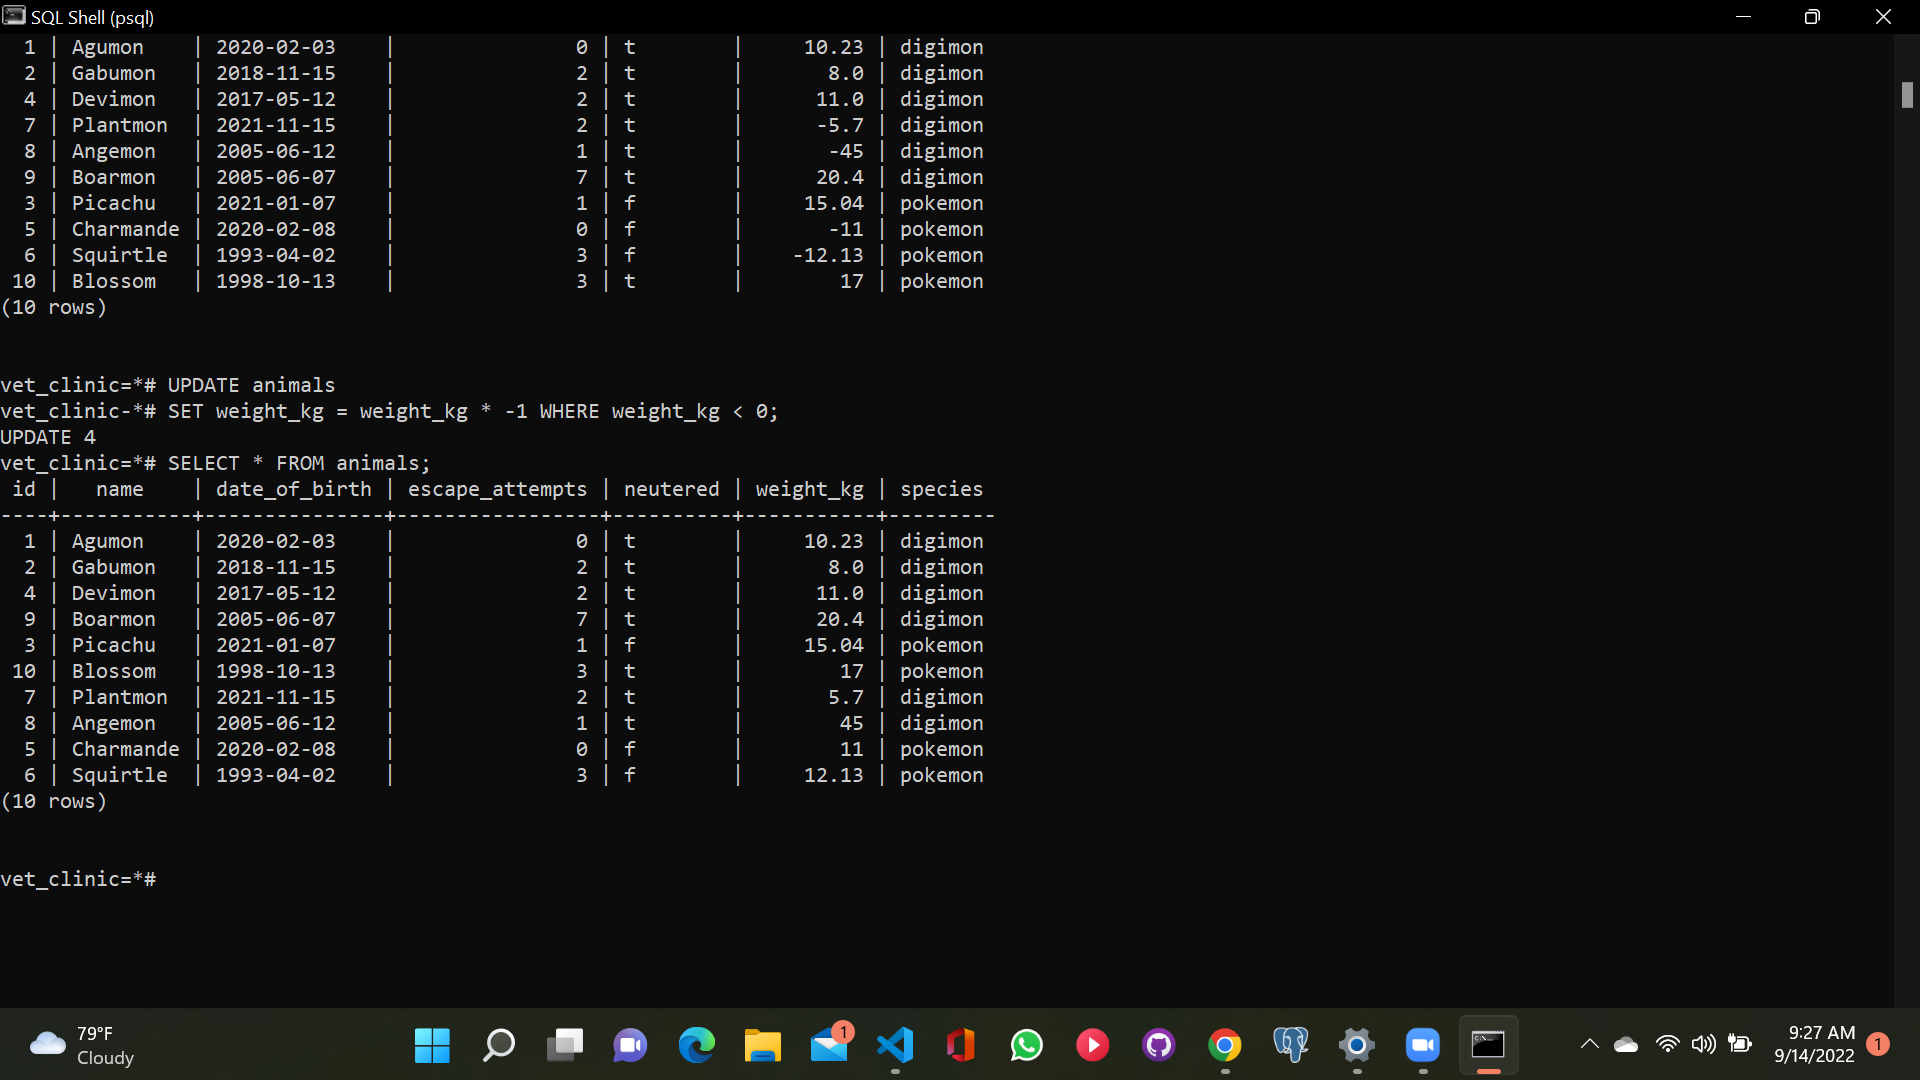 SQL Shell (psql)
  1 | Agumon    | 2020-02-03    |               0 | t        |     10.23 | digimon
  2 | Gabumon   | 2018-11-15    |               2 | t        |       8.0 | digimon
  4 | Devimon   | 2017-05-12    |               2 | t        |      11.0 | digimon
  7 | Plantmon  | 2021-11-15    |               2 | t        |      -5.7 | digimon
  8 | Angemon   | 2005-06-12    |               1 | t        |       -45 | digimon
  9 | Boarmon   | 2005-06-07    |               7 | t        |      20.4 | digimon
  3 | Picachu   | 2021-01-07    |               1 | f        |     15.04 | pokemon
  5 | Charmande | 2020-02-08    |               0 | f        |       -11 | pokemon
  6 | Squirtle  | 1993-04-02    |               3 | f        |    -12.13 | pokemon
 10 | Blossom   | 1998-10-13    |               3 | t        |        17 | pokemon
(10 rows)
vet_clinic=*# UPDATE animals
vet_clinic-*# SET weight_kg = weight_kg * -1 WHERE weight_kg < 0;
UPDATE 4
vet_clinic=*# SELECT * FROM animals;
 id |   name    | date_of_birth | escape_attempts | neutered | weight_kg | species
----+-----------+---------------+-----------------+----------+-----------+---------
  1 | Agumon    | 2020-02-03    |               0 | t        |     10.23 | digimon
  2 | Gabumon   | 2018-11-15    |               2 | t        |       8.0 | digimon
  4 | Devimon   | 2017-05-12    |               2 | t        |      11.0 | digimon
  9 | Boarmon   | 2005-06-07    |               7 | t        |      20.4 | digimon
  3 | Picachu   | 2021-01-07    |               1 | f        |     15.04 | pokemon
 10 | Blossom   | 1998-10-13    |               3 | t        |        17 | pokemon
  7 | Plantmon  | 2021-11-15    |               2 | t        |       5.7 | digimon
  8 | Angemon   | 2005-06-12    |               1 | t        |        45 | digimon
  5 | Charmande | 2020-02-08    |               0 | f        |        11 | pokemon
  6 | Squirtle  | 1993-04-02    |               3 | f        |     12.13 | pokemon
(10 rows)
vet_clinic=*#
79°F
Cloudy
1
9:27 AM
9/14/2022
1